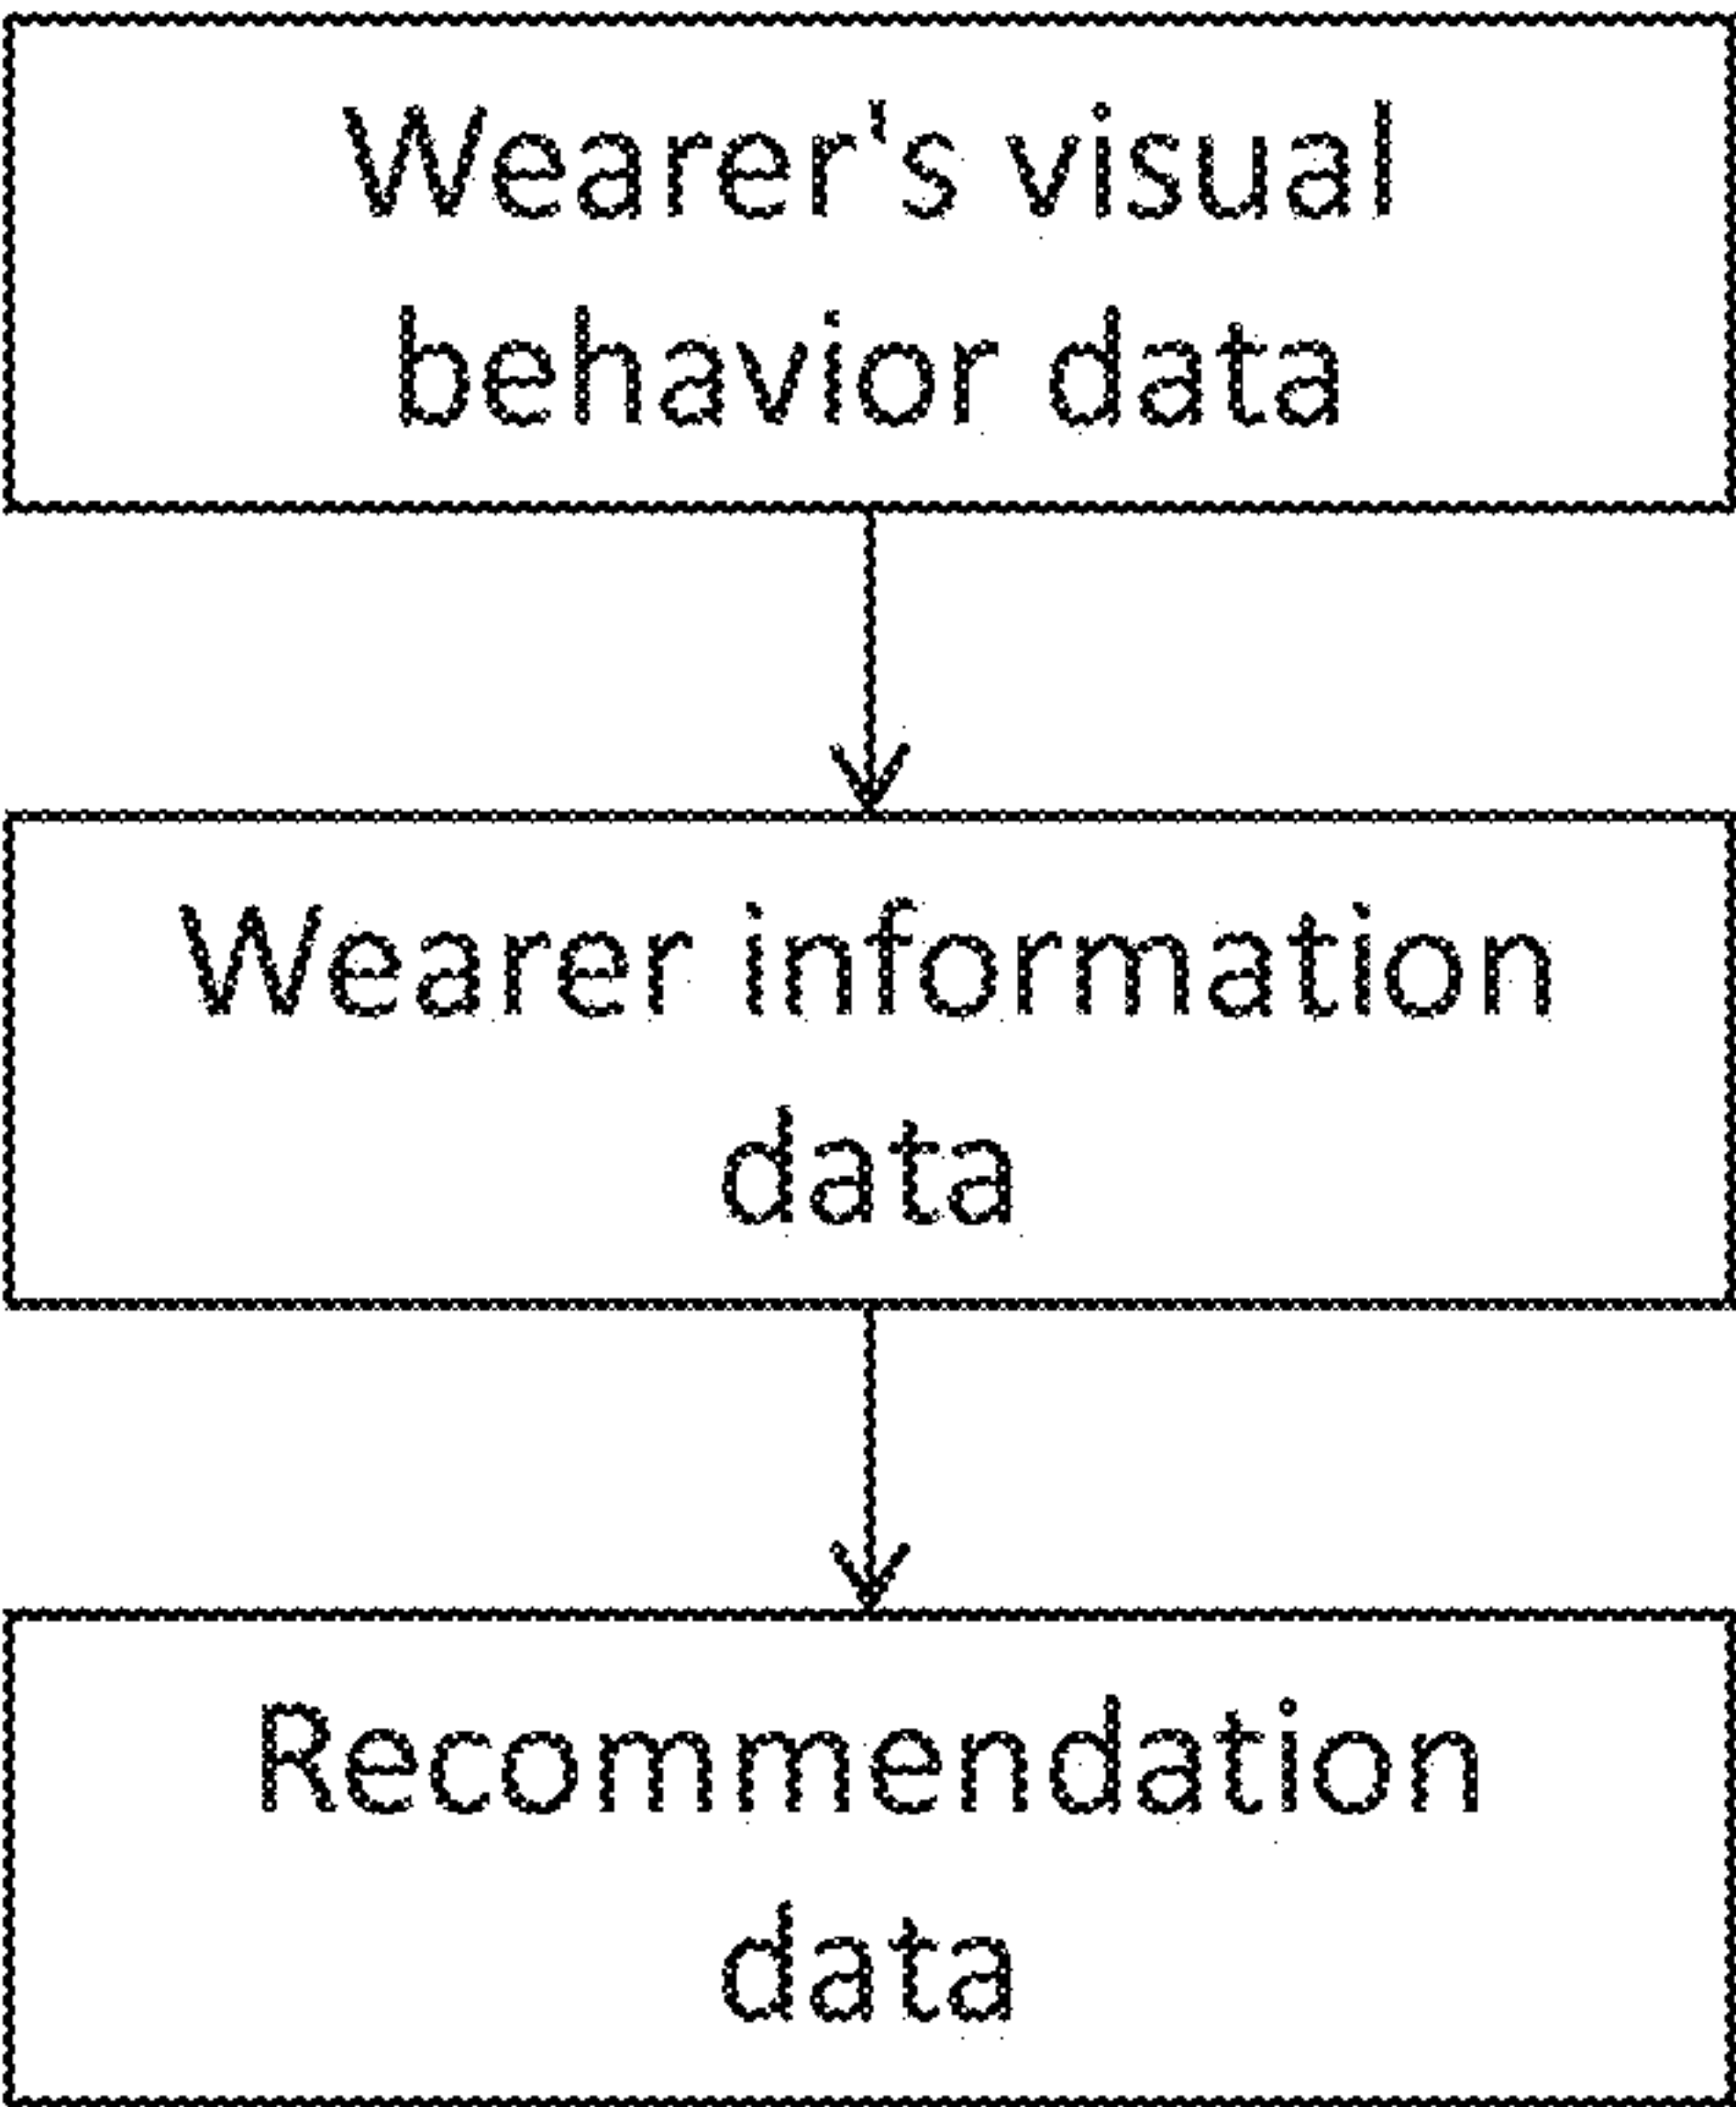 Wearer's visual
behavior data
Wearer information
data
Recommendation
data